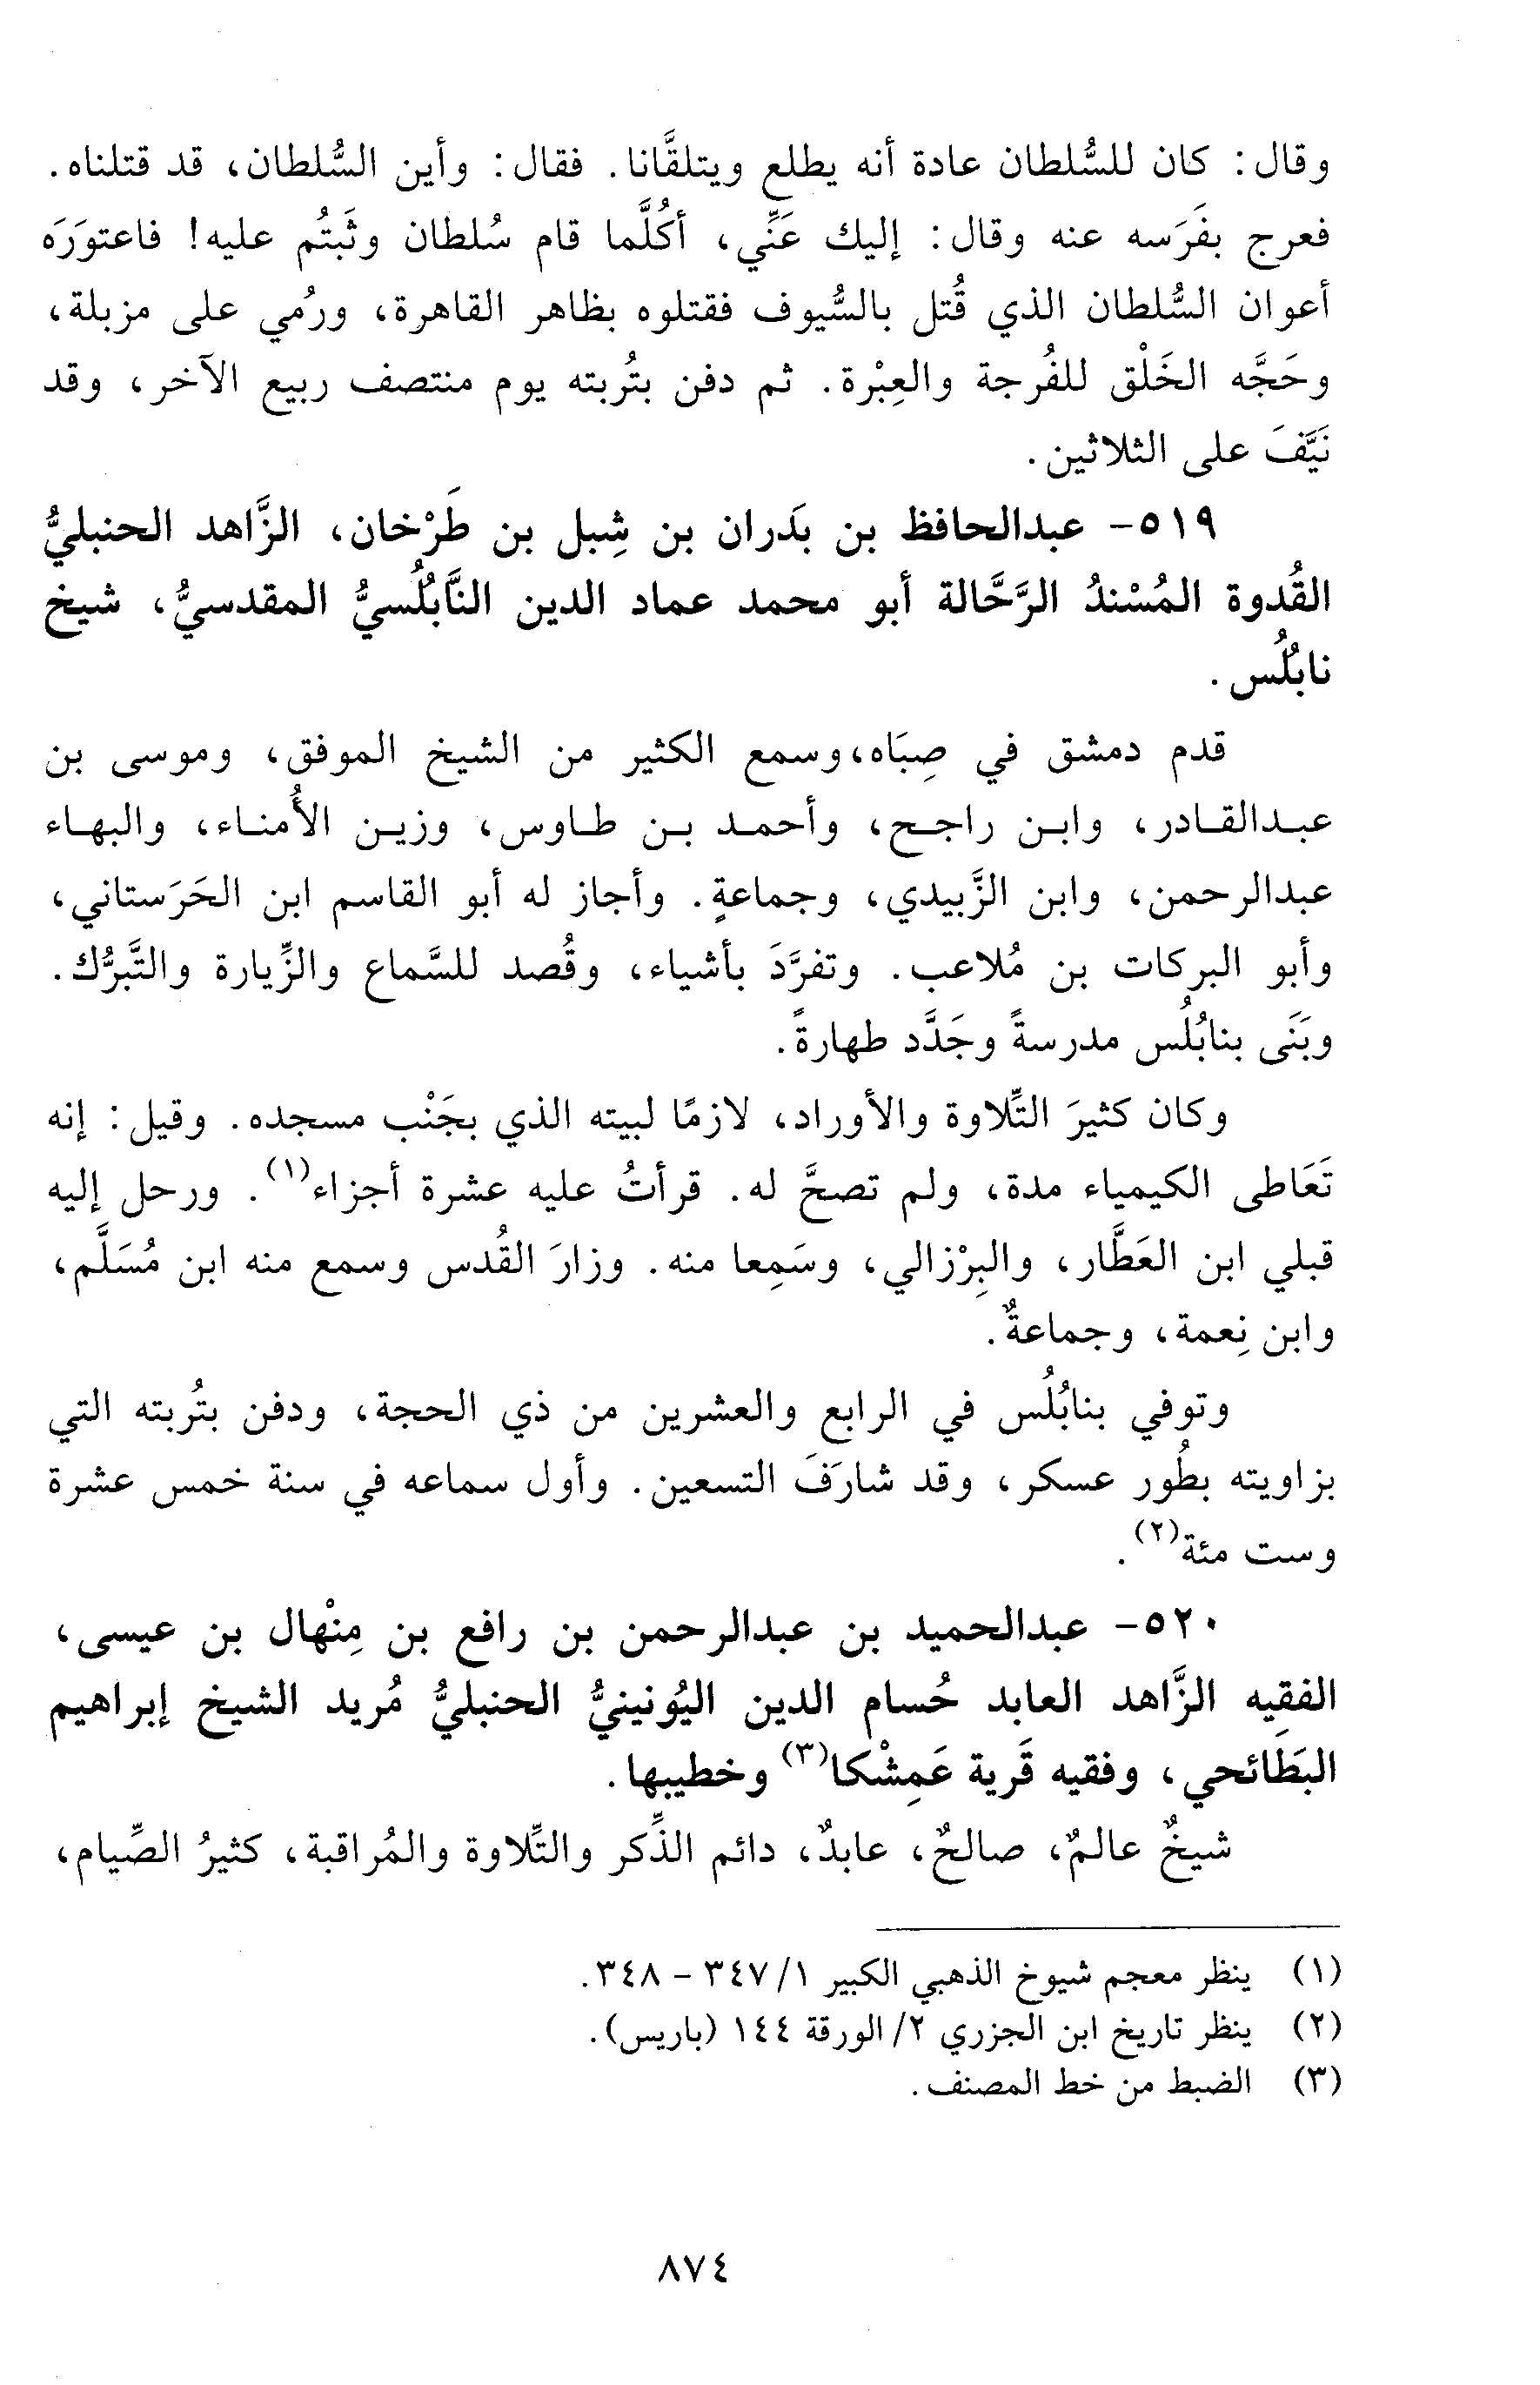 وقال: كان للسُّلطان عادة أنه يطلع ويتلقَّانا. فقال: وأين السُّلطان، قد قتلناه.
فعرج بفَرَسه عنه وقال: إليك عَنِّي، أكُلَّما قام سُلطان وثَبتُم عليه! فاعتوَرَه
أعوان السُّلطان الذي قُتل بالسُّيوف فقتلوه بظاهر القاهرة، ورُمي على مزبلة،
وحَجَّه الخَلْق للفُرجة والعِبْرة. ثم دفن بتُربته يوم منتصف ربيع الآخر، وقد
نَيَّفَ على الثلاثين.
٥١٩- عبدالحافظ بن بَدران بن شِبل بن طَرْخان، الزَّاهد الحنبليُّ
القُدوة المُسْندُ الرَّحَّالة أبو محمد عماد الدين النَّابُلُسيُّ المقدسيُّ، شيخ
نابُلُس.
قدم دمشق في صِبَاه، وسمع الكثير من الشيخ الموفق، وموسى بن
عبدالقادر، وابن راجح، وأحمد بن طاوس، وزين الأُمناء، والبهاء
عبدالرحمن، وابن الزَّبيدي، وجماعةٍ. وأجاز له أبو القاسم ابن الحَرَستاني،
وأبو البركات بن مُلاعب. وتفرَّدَ بأشياء، وقُصد للسَّماع والزِّيارة والتَّبرُّك.
وبَنَى بنابُلُس مدرسةً وجَدَّد طهارةً.
وكان كثيرَ التِّلاوة والأوراد، لازمًا لبيته الذي بجَنْب مسجده. وقيل: إنه
تَعَاطى الكيمياء مدة، ولم تصحَّ له. قرأتُ عليه عشرة أجزاء(١). ورحل إليه
قبلي ابن العَطَّار، والبِرْزالي، وسَمِعا منه. وزارَ القُدس وسمع منه ابن مُسَلَّم،
وابن نِعمة، وجماعةٌ.
وتوفي بنابُلُس في الرابع والعشرين من ذي الحجة، ودفن بتُربته التي
بزاويته بطُور عسكر، وقد شارَفَ التسعين. وأول سماعه في سنة خمس عشرة
وست مئة(٢).
٥٢٠- عبدالحميد بن عبدالرحمن بن رافع بن مِنْهال بن عيسى،
الفقيه الزَّاهد العابد حُسام الدين اليُونينيُّ الحنبليُّ مُريد الشيخ إبراهيم
البَطَائحي، وفقيه قَرية عَمِشْكا(٣) وخطيبها.
شيخٌ عالمٌ، صالحٌ، عابدٌ، دائم الذِّكر والتِّلاوة والمُراقبة، كثيرُ الصِّيام،
(١) ينظر معجم شيوخ الذهبي الكبير ١/ ٣٤٧ - ٣٤٨.
(٢) ينظر تاريخ ابن الجزري ٢/ الورقة ١٤٤ (باريس).
(٣) الضبط من خط المصنف.
٨٧٤